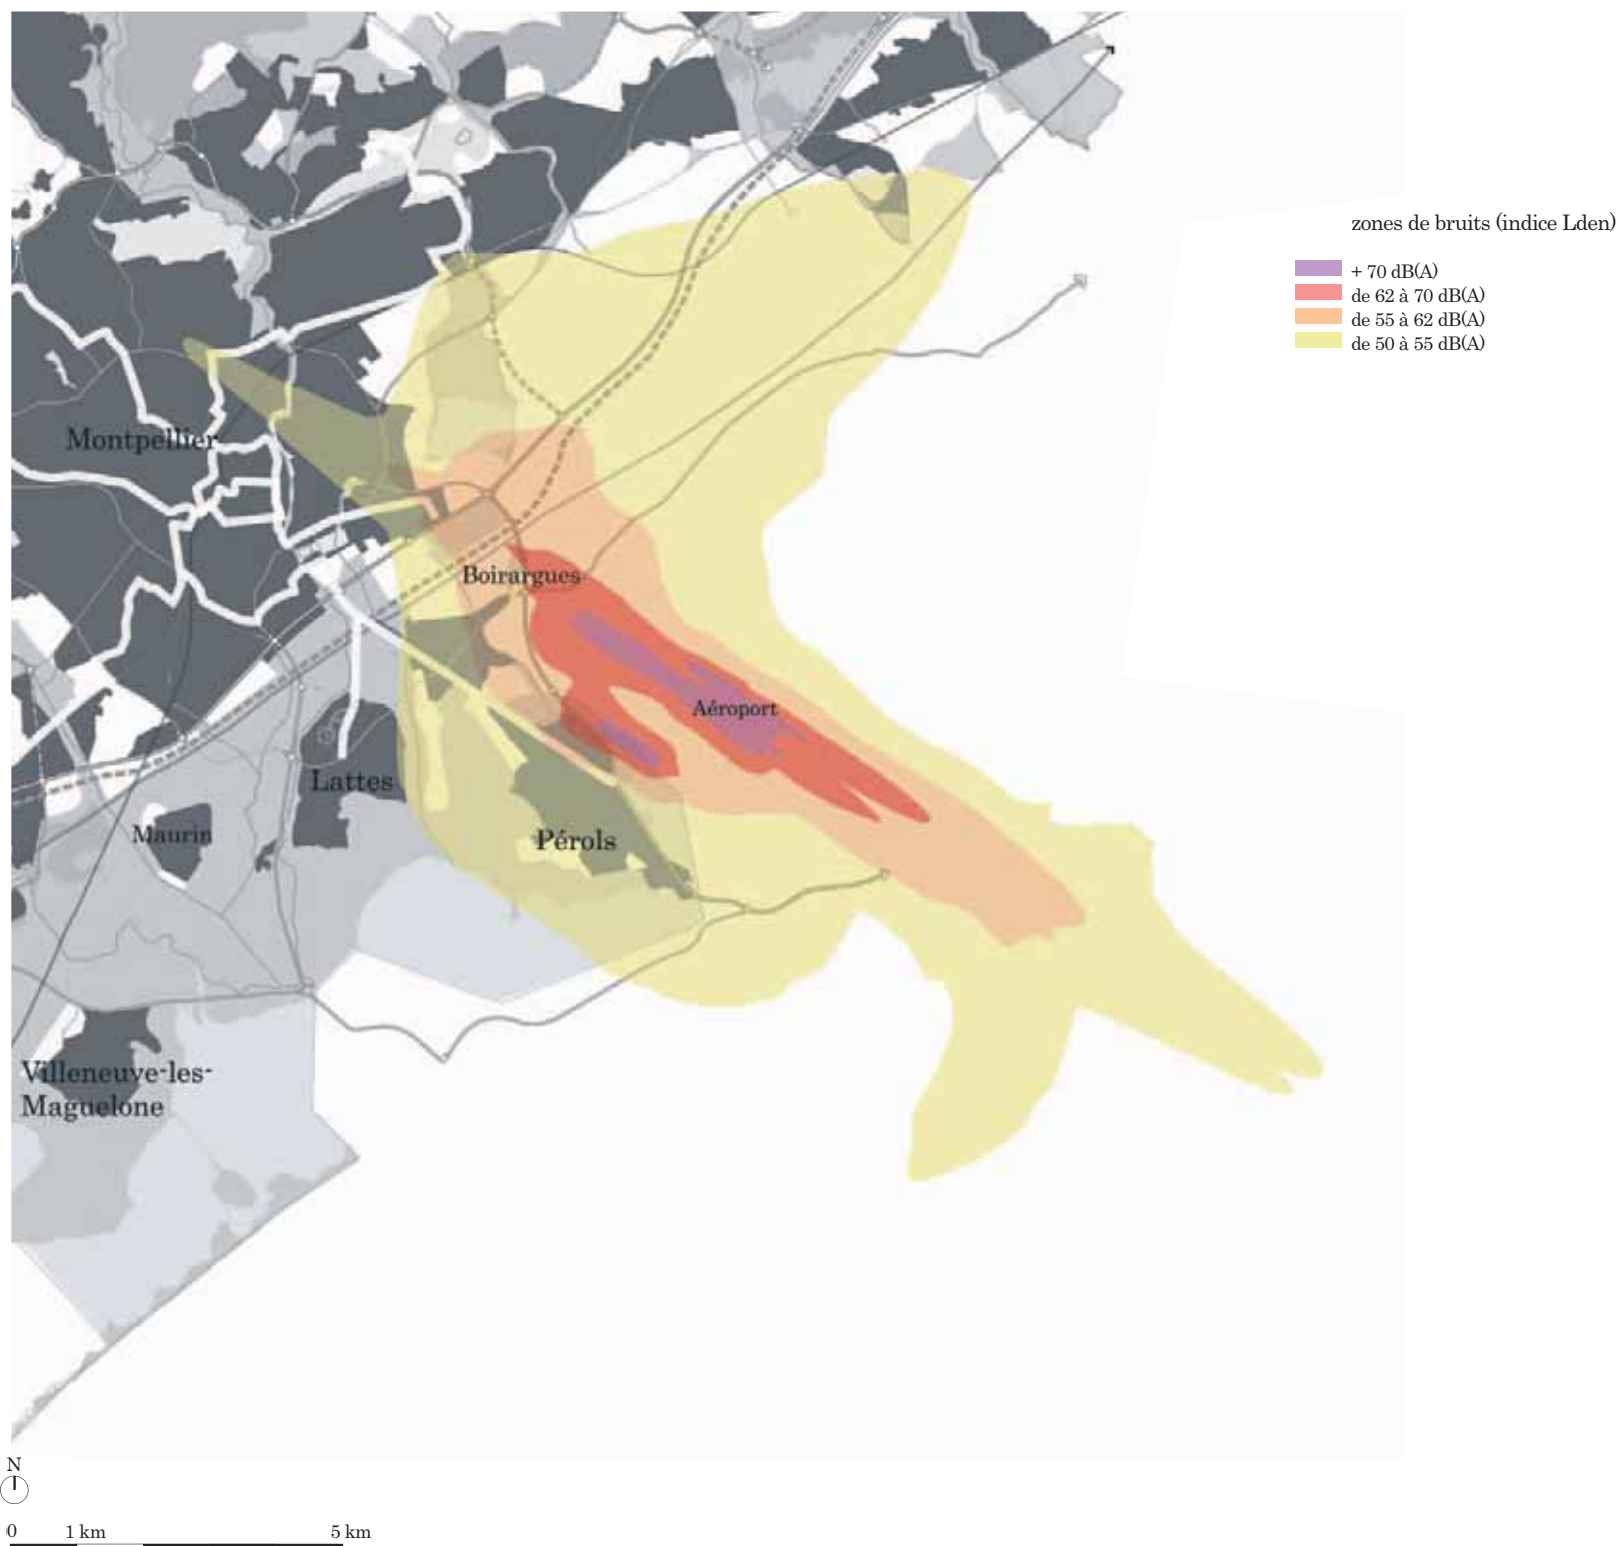 zones de bruits (indice Lden)
+ 70 dB(A)
de 62 à 70 dB(A)
de 55 à 62 dB(A)
de 50 à 55 dB(A)
Montpellier
Boirargues
Aéroport
Lattes
Maurin
Pérols
Villeneuve-les-
Maguelone
N
0 1 km 5 km